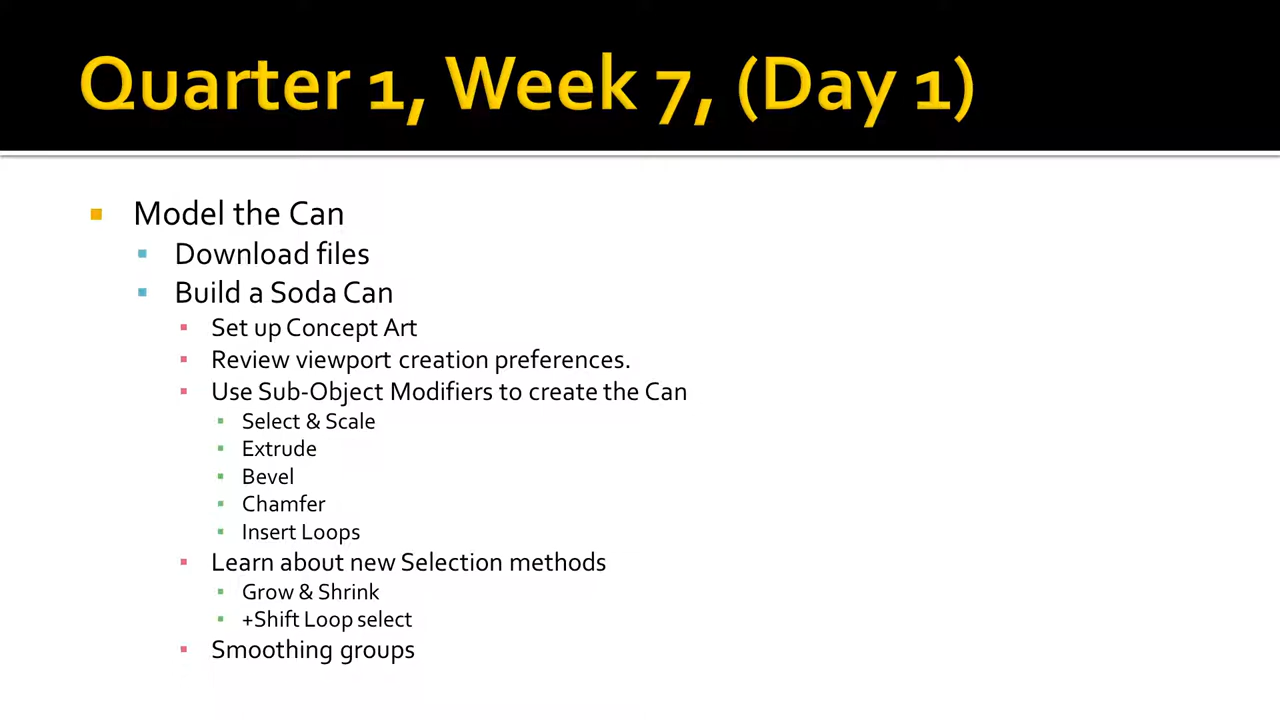 Quarter 1, Week 7, (Day 1)
Model the Can
Download files
Build a Soda Can
Set up Concept Art
Review viewport creation preferences.
Use Sub-Object Modifiers to create the Can
Select & Scale
Extrude
Bevel
Chamfer
Insert Loops
Learn about new Selection methods
Grow & Shrink
+Shift Loop select
Smoothing groups